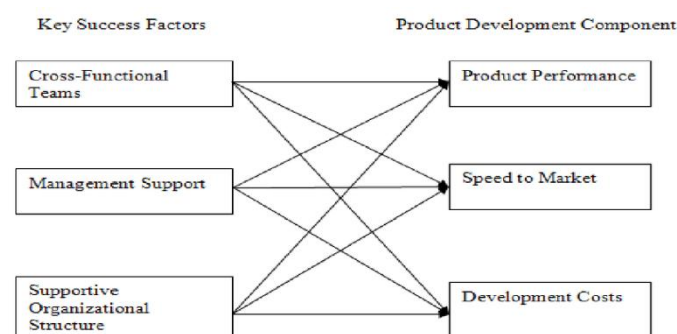 Key Success Factors
Product Development Component
Cross-Functional
Teams
Product Performance
Management Support
Speed to Market
Supportive
Organizational
Structure
Development Costs